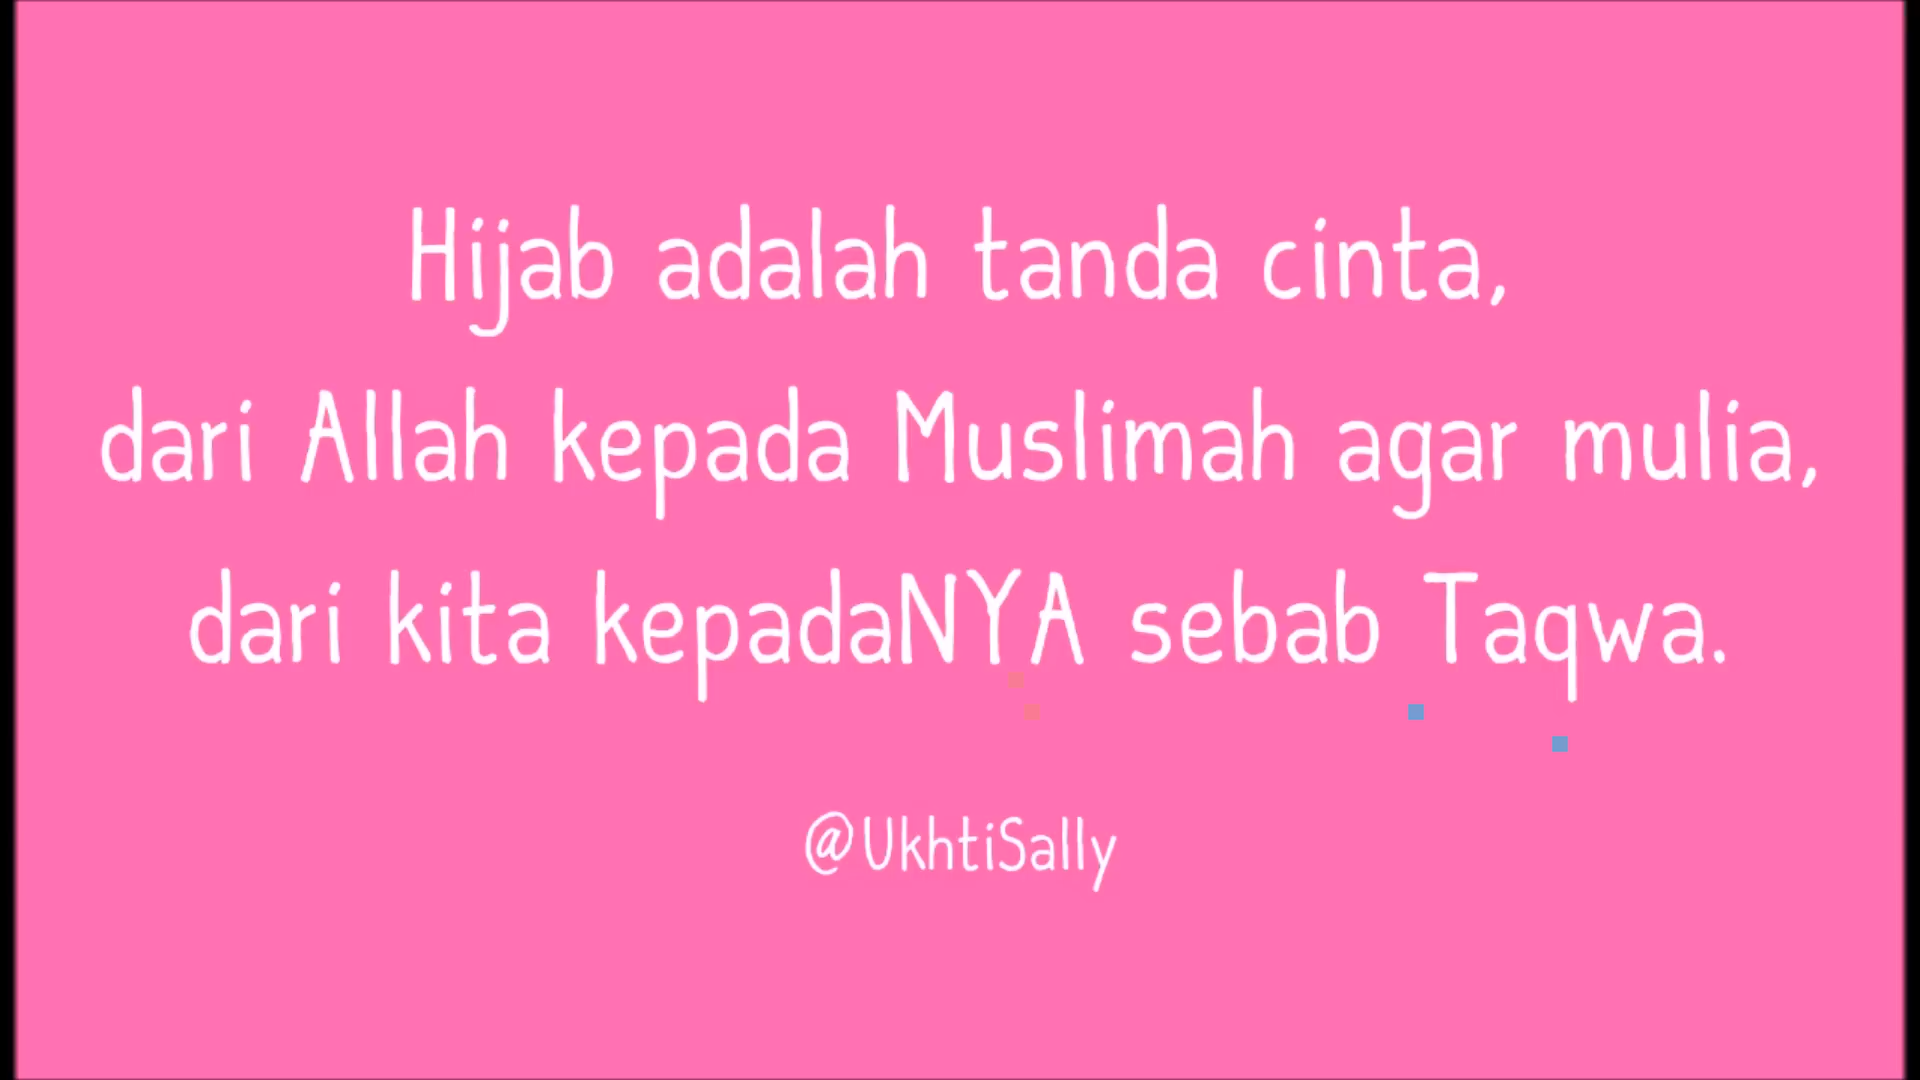 Hijab adalah tanda cinta,
dari Allah kepada Muslimah agar mulia,
dari kita kepadaNYA sebab Taqwa.
@UkhtiSally